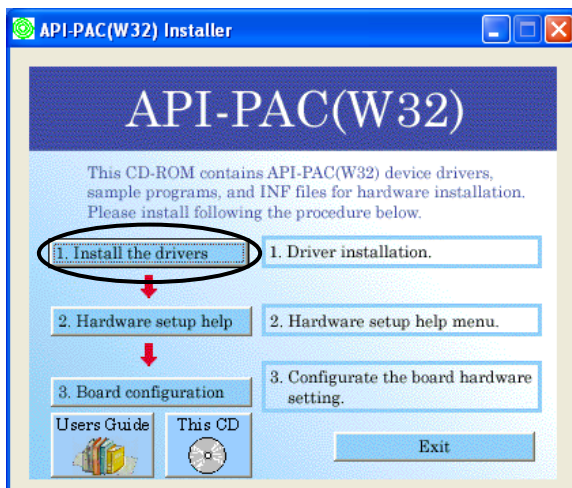 API-PAC(W32) Installer
API-PAC(W32)
This CD-ROM contains API-PAC(W32) device drivers,
sample programs, and INF files for hardware installation.
Please install following the procedure below.
1. Install the drivers
1. Driver installation.
2. Hardware setup help
2. Hardware setup help menu.
3. Board configuration
3. Configurate the board hardware
setting.
Users Guide
This CD
Exit